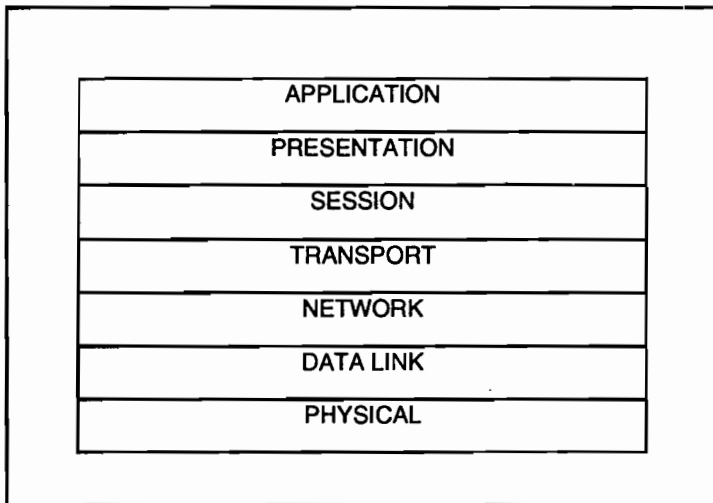 APPLICATION
PRESENTATION
SESSION
TRANSPORT
NETWORK
DATA LINK
PHYSICAL